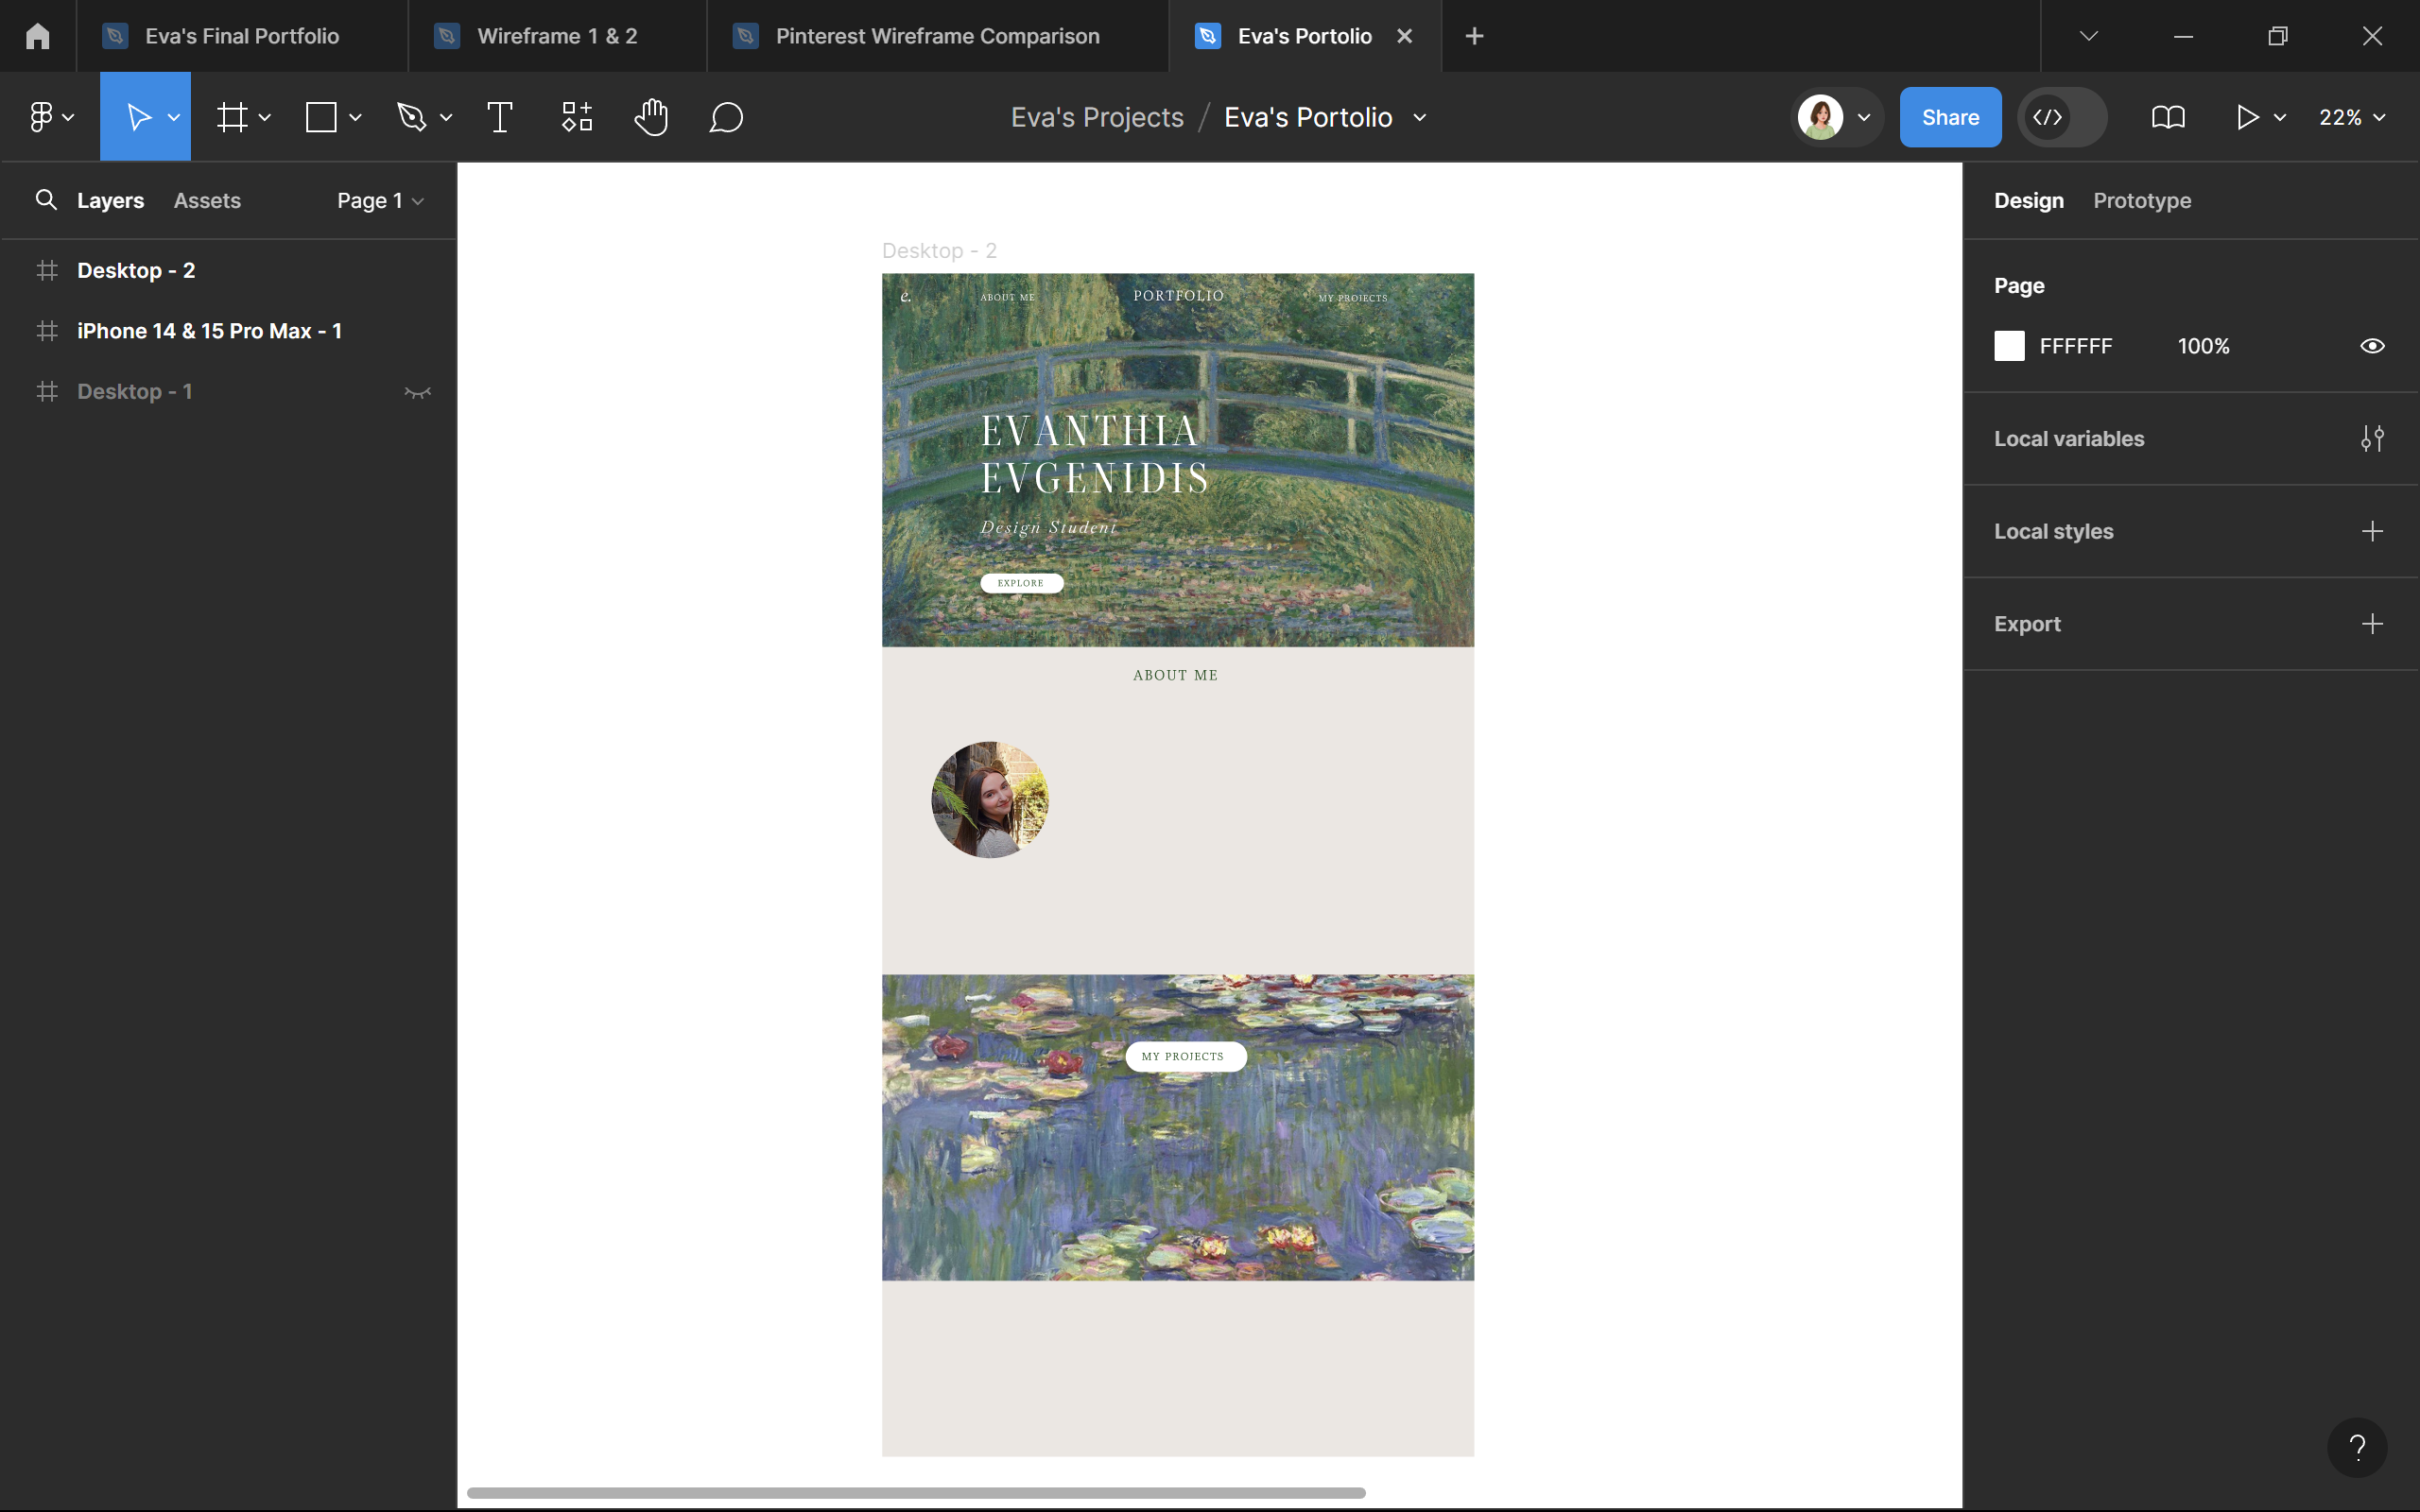 Eva's Final Portfolio
Wireframe 1 & 2
Pinterest Wireframe Comparison
Eva's Portolio
Eva's Projects / Eva's Portolio
Share
22%
Layers
Assets
Page 1
Desktop - 2
iPhone 14 & 15 Pro Max - 1
Desktop - 1
Desktop - 2
e.
ABOUT ME
PORTFOLIO
MY PROJECTS
EVANTHIA
EVGENIDIS
Design Student
EXPLORE
ABOUT ME
MY PROJECTS
Design
Prototype
Page
FFFFFF
100%
Local variables
Local styles
Export
?